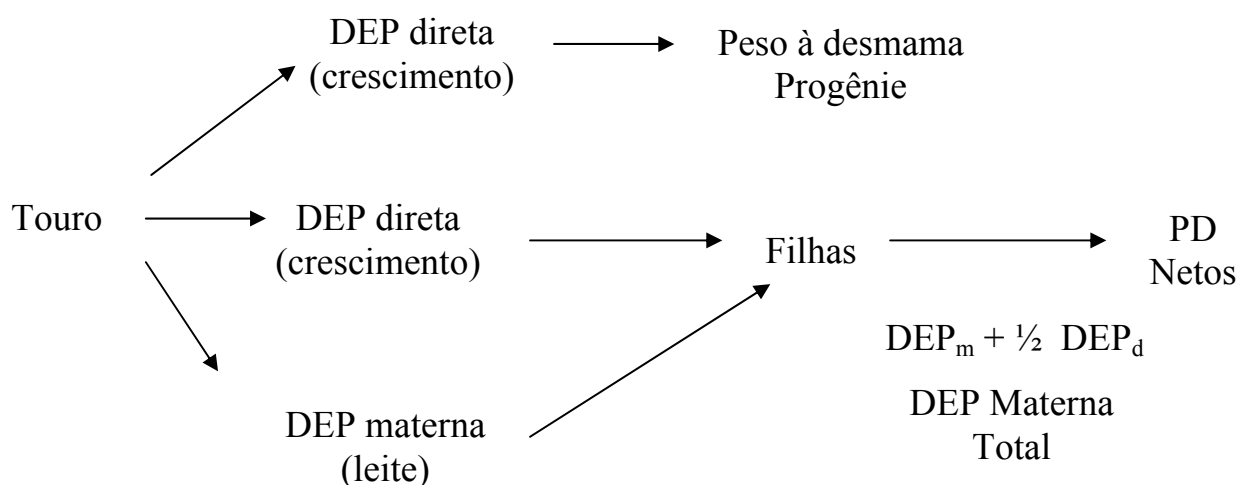 DEP direta
(crescimento)
Peso à desmama
Progênie
Touro
DEP direta
(crescimento)
Filhas
PD
Netos
DEPm + ½ DEPd
DEP Materna
Total
DEP materna
(leite)